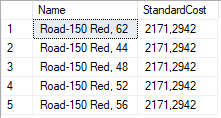 Name StandardCost
1 Road-150 Red, 62 2171,2942
2 Road-150 Red, 44 2171,2942
3 Road-150 Red, 48 2171,2942
4 Road-150 Red, 52 2171,2942
5 Road-150 Red, 56 2171,2942